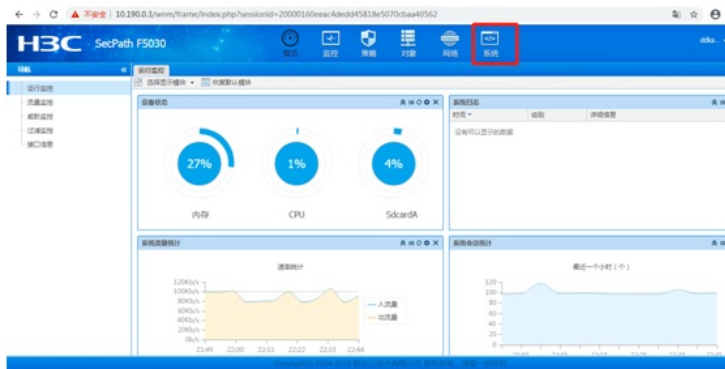 不安全 10.190.0.3/wnm/frame/index.php?sessionid=20000160eeac4dedd45818e5070cbaa40562
H3C SecPath F5030
概览 监控 策略 对象 网络 系统
导航
运行监控
选择显示模块 恢复默认模块
运行监控
流量监控
威胁监控
过滤监控
接口信息
设备状态
27% 1% 4%
内存 CPU SdcardA
系统日志
时间 级别 详细信息
没有可以显示的数据
系统流量统计
速率统计
120Kb/s
100Kb/s
80Kb/s
60Kb/s
40Kb/s
20Kb/s
0b/s
21:49 22:00 22:11 22:22 22:33 22:44
入流量
出流量
系统会话统计
最近一个小时（个）
120
100
80
60
40
20
0